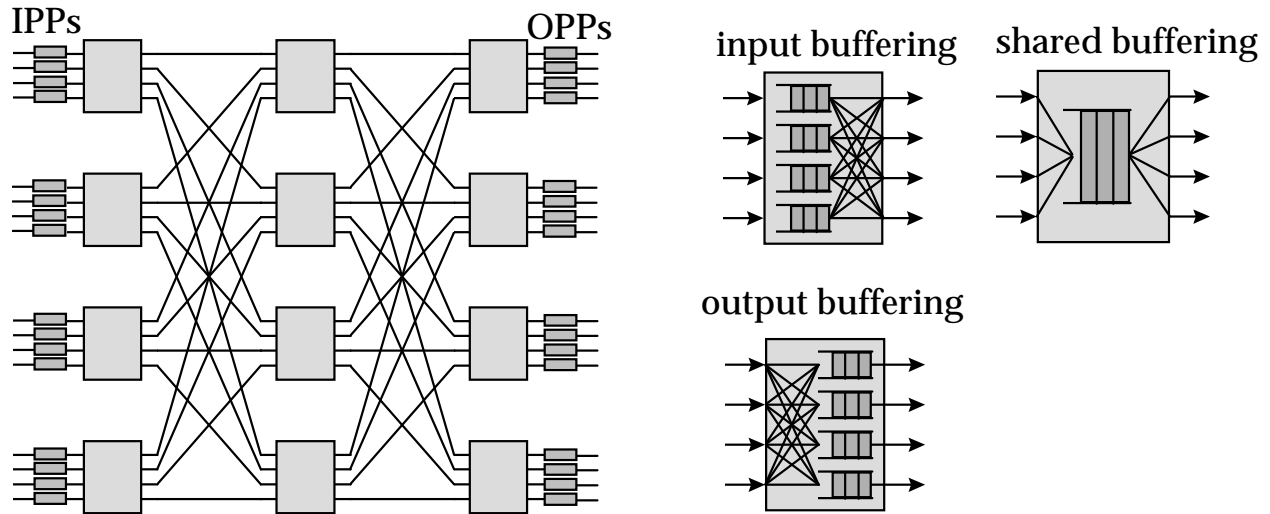 IPPs
OPPs
input buffering
shared buffering
output buffering